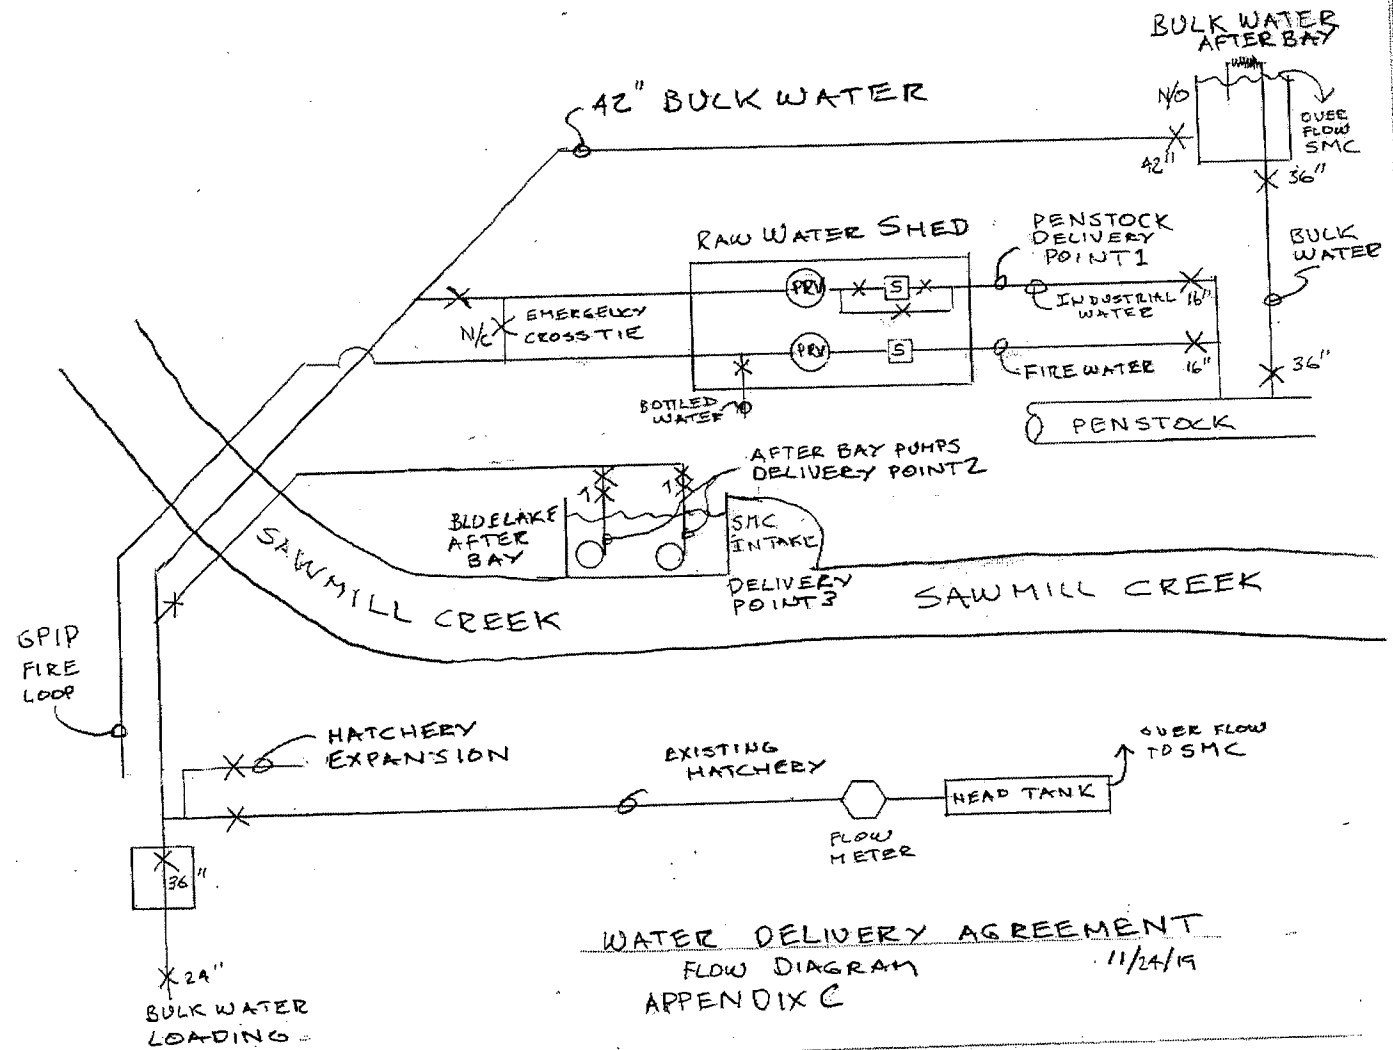 BULK WATER
AFTER BAY
42" BULK WATER
N/O
42"
OVER
FLOW
SMC
36"
BULK
WATER
36"
RAW WATER SHED
PENSTOCK
DELIVERY
POINT 1
PRV
S
INDUSTRIAL
WATER
16"
N/C
EMERGENCY
CROSS TIE
PRV
S
FIRE WATER
16"
BOTTLED
WATER
PENSTOCK
AFTER BAY PUMPS
DELIVERY POINT 2
BLUELAKE
AFTER
BAY
SMC
INTAKE
DELIVERY
POINT 3
SAWMILL CREEK
SAWMILL CREEK
GPIP
FIRE
LOOP
HATCHERY
EXPANSION
EXISTING
HATCHERY
OVER FLOW
TO SMC
HEAD TANK
FLOW
METER
36"
24"
BULK WATER
LOADING
WATER DELIVERY AGREEMENT
FLOW DIAGRAM
11/24/19
APPENDIX C